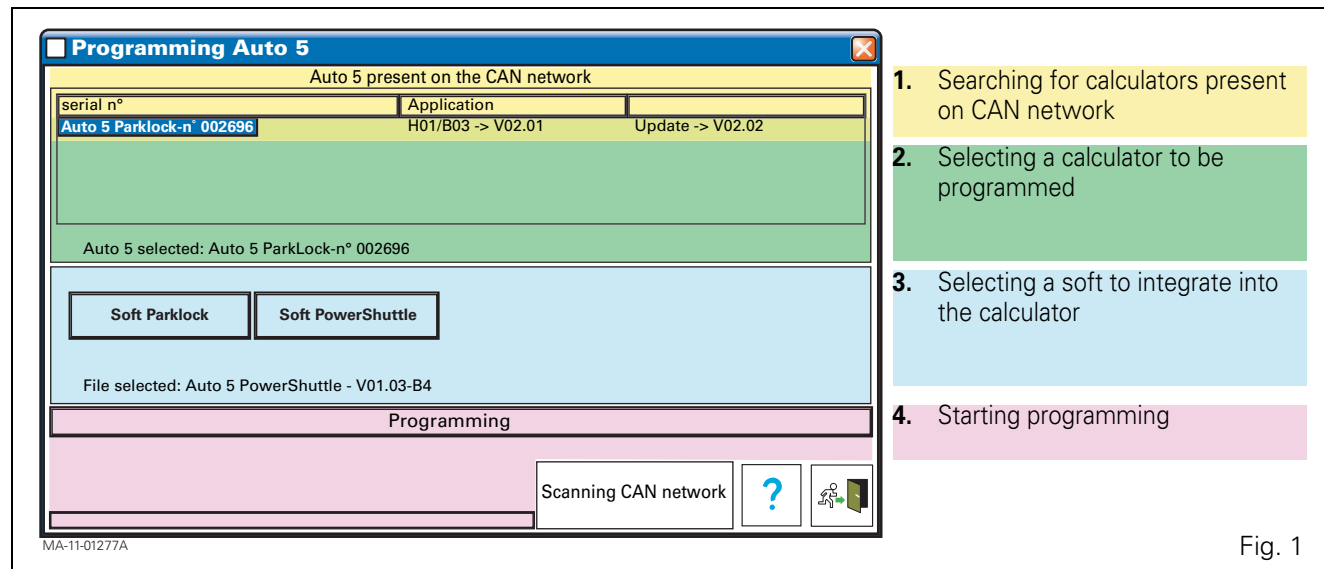 Programming Auto 5
Auto 5 present on the CAN network
serial n° Application
Auto 5 Parklock-n° 002696 H01/B03 -> V02.01 Update -> V02.02
Auto 5 selected: Auto 5 ParkLock-n° 002696
Soft Parklock Soft PowerShuttle
File selected: Auto 5 PowerShuttle - V01.03-B4
Programming
Scanning CAN network ?
MA-11-01277A
1. Searching for calculators present
on CAN network
2. Selecting a calculator to be
programmed
3. Selecting a soft to integrate into
the calculator
4. Starting programming
Fig. 1